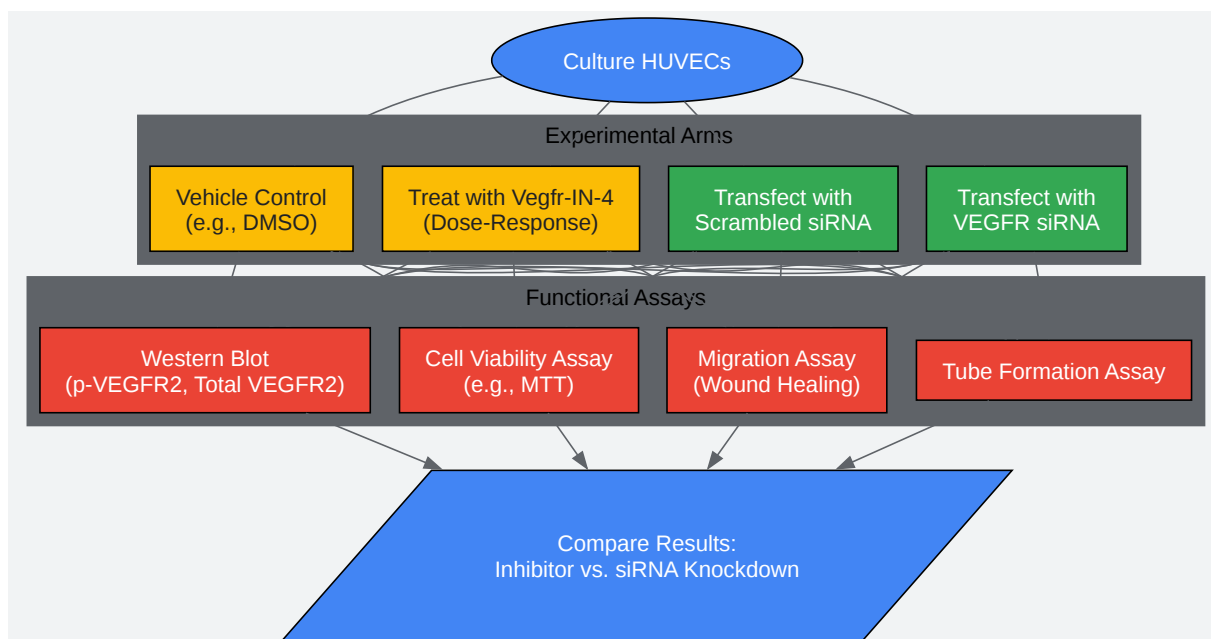 Culture HUVECs
Experimental Arms
Vehicle Control
(e.g., DMSO)
Treat with Vegfr-IN-4
(Dose-Response)
Transfect with
Scrambled siRNA
Transfect with
VEGFR siRNA
Functional Assays
Western Blot
(p-VEGFR2, Total VEGFR2)
Cell Viability Assay
(e.g., MTT)
Migration Assay
(Wound Healing)
Tube Formation Assay
Compare Results:
Inhibitor vs. siRNA Knockdown